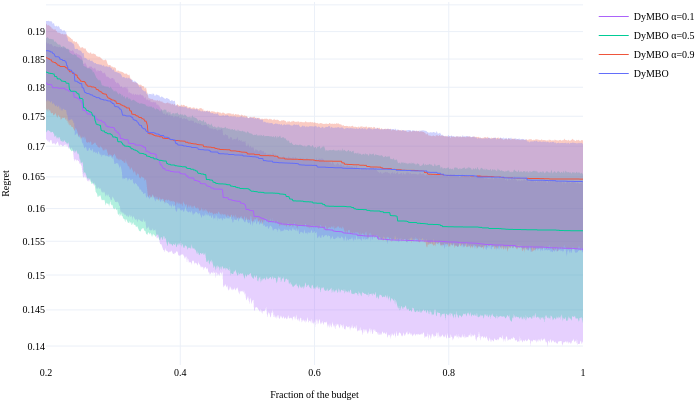 0.19
0.185
0.18
0.175
0.17
0.165
0.16
0.155
0.15
0.145
0.14
Regret
0.2 0.4 0.6 0.8 1
Fraction of the budget
DyMBO α=0.1
DyMBO α=0.5
DyMBO α=0.9
DyMBO